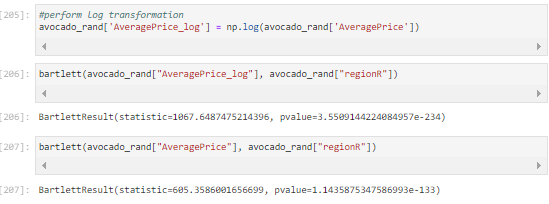 [205]:
#perform log transformation
avocado_rand['AveragePrice_log'] = np.log(avocado_rand['AveragePrice'])
[206]:
bartlett(avocado_rand["AveragePrice_log"], avocado_rand["regionR"])
[206]:
BartlettResult(statistic=1067.6487475214396, pvalue=3.5509144224084957e-234)
[207]:
bartlett(avocado_rand["AveragePrice"], avocado_rand["regionR"])
[207]:
BartlettResult(statistic=605.3586001656699, pvalue=1.1435875347586993e-133)